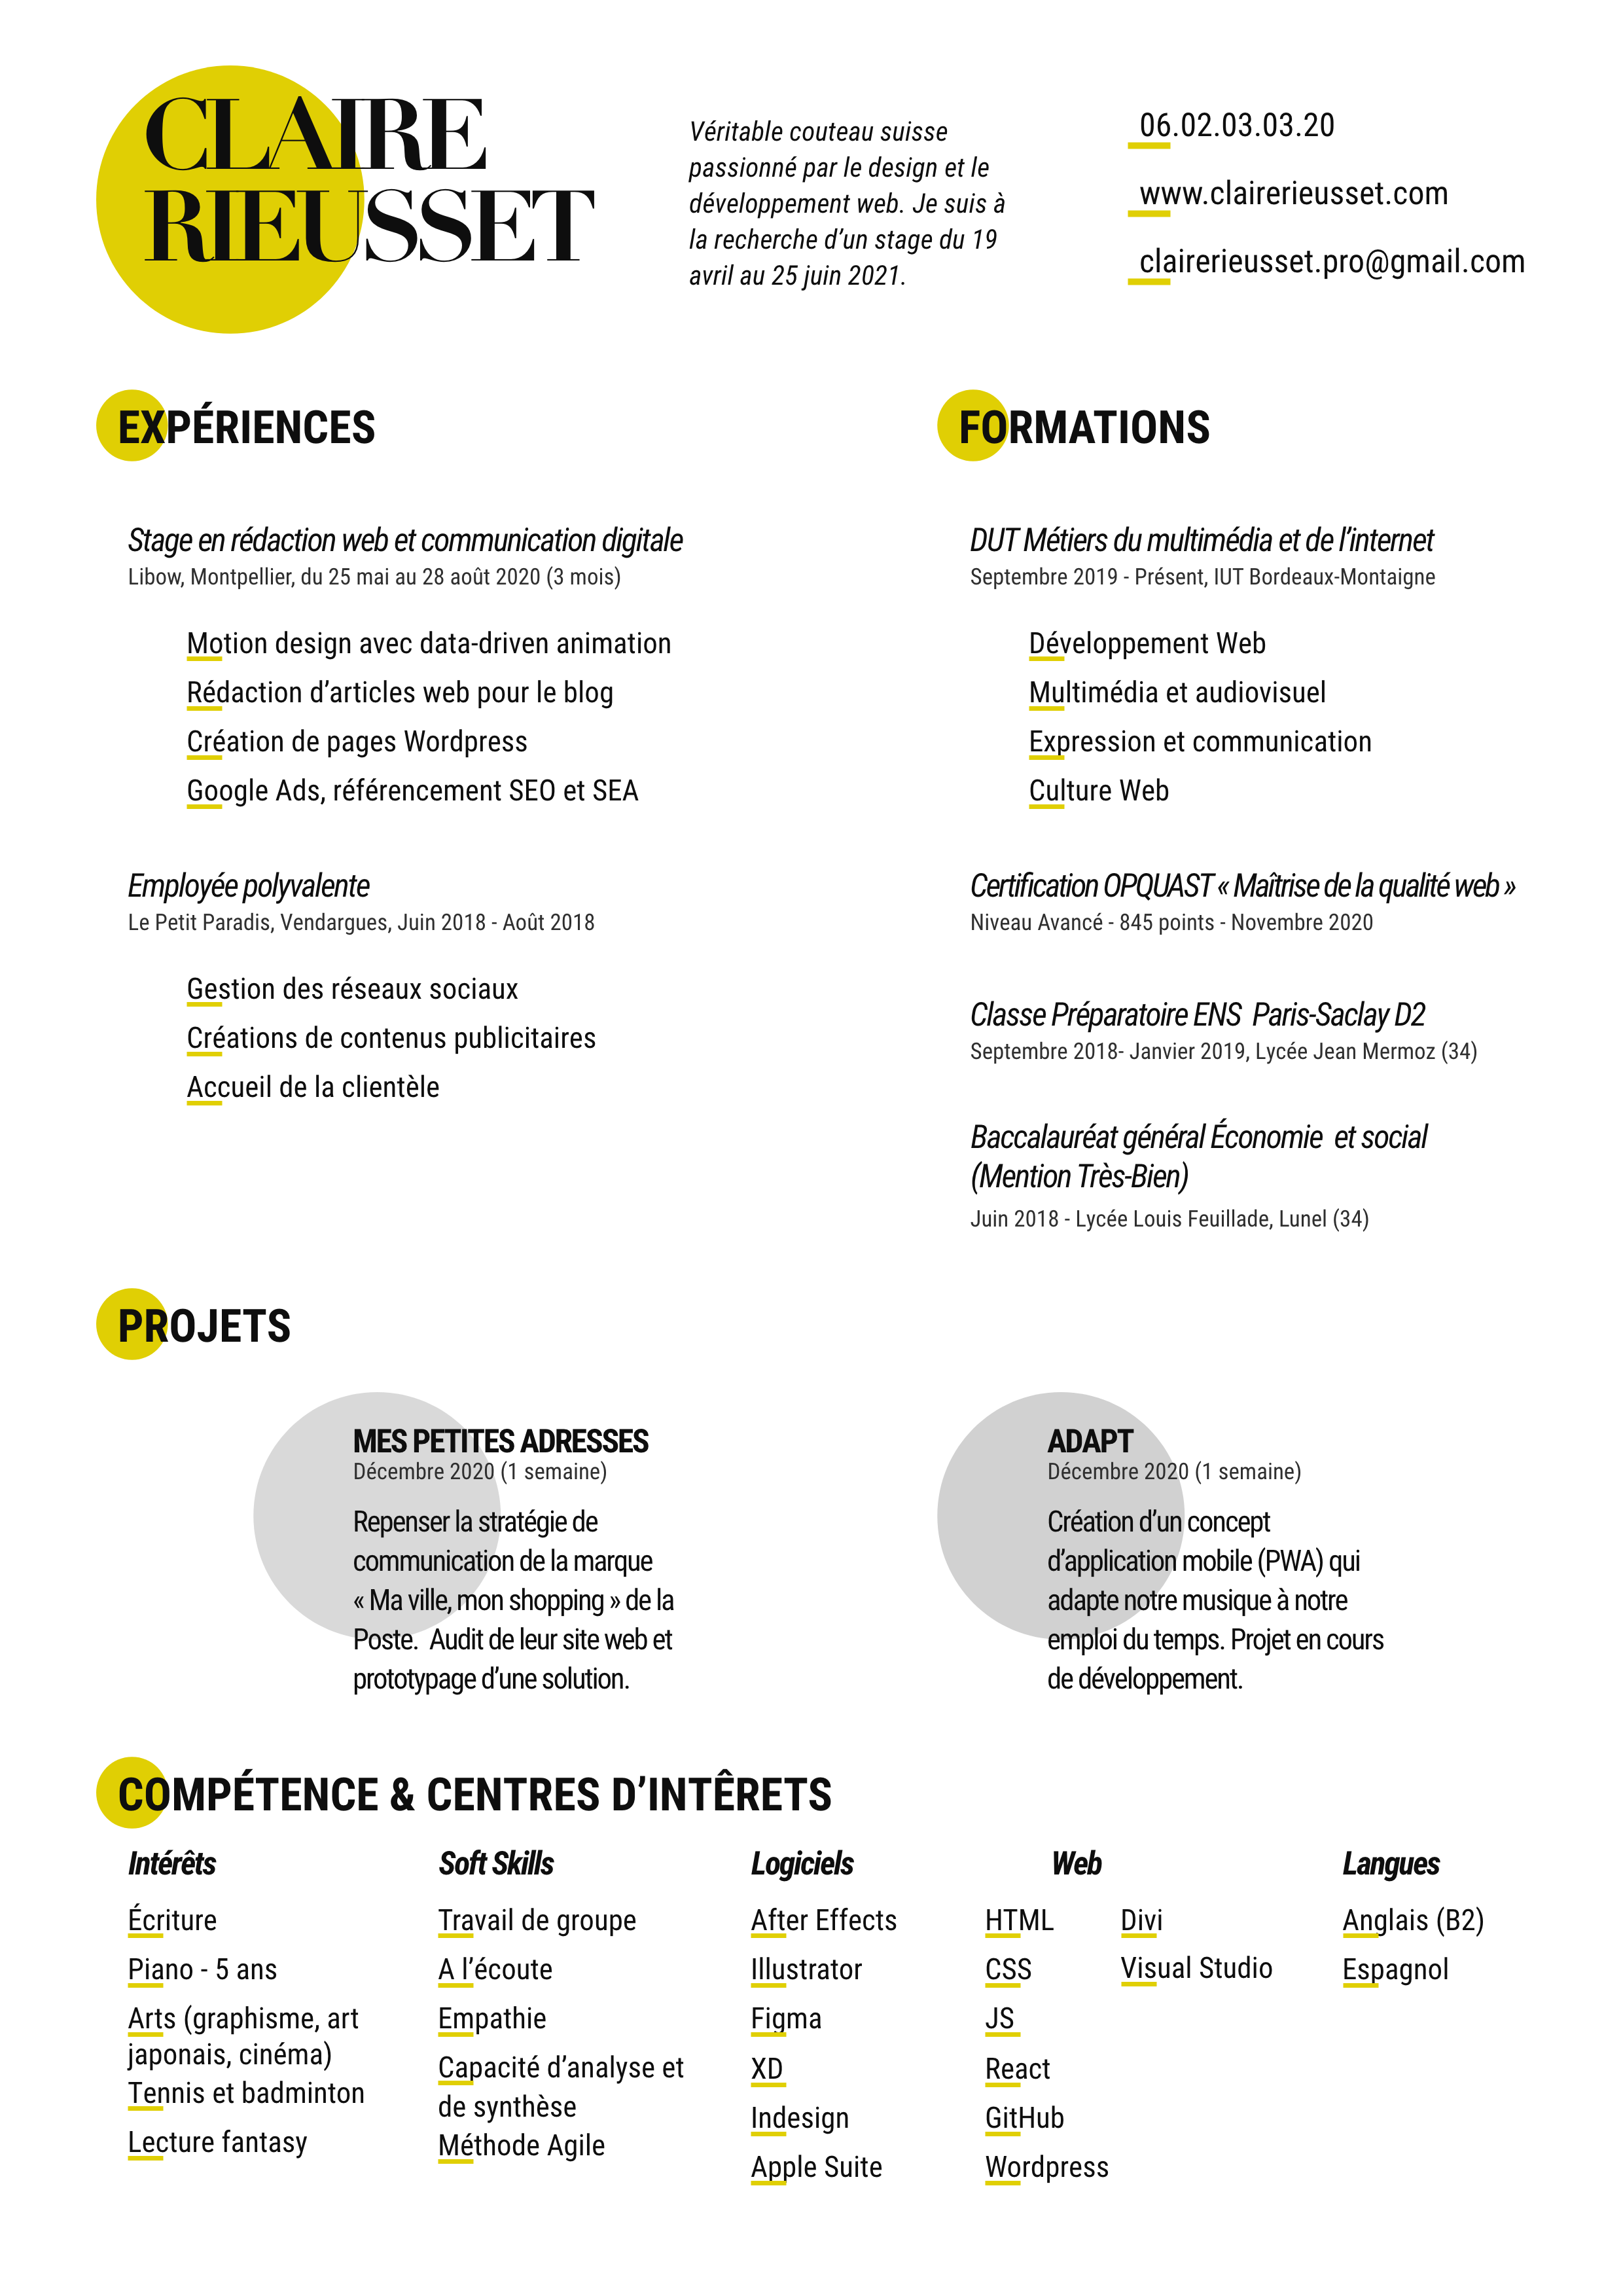 CLAIRE
RIEUSSET
Véritable couteau suisse
passionné par le design et le
développement web. Je suis à
la recherche d’un stage du 19
avril au 25 juin 2021.
06.02.03.03.20
www.clairerieusset.com
clairerieusset.pro@gmail.com
EXPÉRIENCES
Stage en rédaction web et communication digitale
Libow, Montpellier, du 25 mai au 28 août 2020 (3 mois)
Motion design avec data-driven animation
Rédaction d’articles web pour le blog
Création de pages Wordpress
Google Ads, référencement SEO et SEA
Employée polyvalente
Le Petit Paradis, Vendargues, Juin 2018 - Août 2018
Gestion des réseaux sociaux
Créations de contenus publicitaires
Accueil de la clientèle
FORMATIONS
DUT Métiers du multimédia et de l’internet
Septembre 2019 - Présent, IUT Bordeaux-Montaigne
Développement Web
Multimédia et audiovisuel
Expression et communication
Culture Web
Certification OPQUAST « Maîtrise de la qualité web »
Niveau Avancé - 845 points - Novembre 2020
Classe Préparatoire ENS  Paris-Saclay D2
Septembre 2018- Janvier 2019, Lycée Jean Mermoz (34)
Baccalauréat général Économie  et social
(Mention Très-Bien)
Juin 2018 - Lycée Louis Feuillade, Lunel (34)
PROJETS
MES PETITES ADRESSES
Décembre 2020 (1 semaine)
Repenser la stratégie de
communication de la marque
« Ma ville, mon shopping » de la
Poste.  Audit de leur site web et
prototypage d’une solution.
ADAPT
Décembre 2020 (1 semaine)
Création d’un concept
d’application mobile (PWA) qui
adapte notre musique à notre
emploi du temps. Projet en cours
de développement.
COMPÉTENCE & CENTRES D’INTÊRETS
Intérêts
Écriture
Piano - 5 ans
Arts (graphisme, art
japonais, cinéma)
Tennis et badminton
Lecture fantasy
Soft Skills
Travail de groupe
A l’écoute
Empathie
Capacité d’analyse et
de synthèse
Méthode Agile
Logiciels
After Effects
Illustrator
Figma
XD
Indesign
Apple Suite
Web
HTML
CSS
JS
React
GitHub
Wordpress
Divi
Visual Studio
Langues
Anglais (B2)
Espagnol